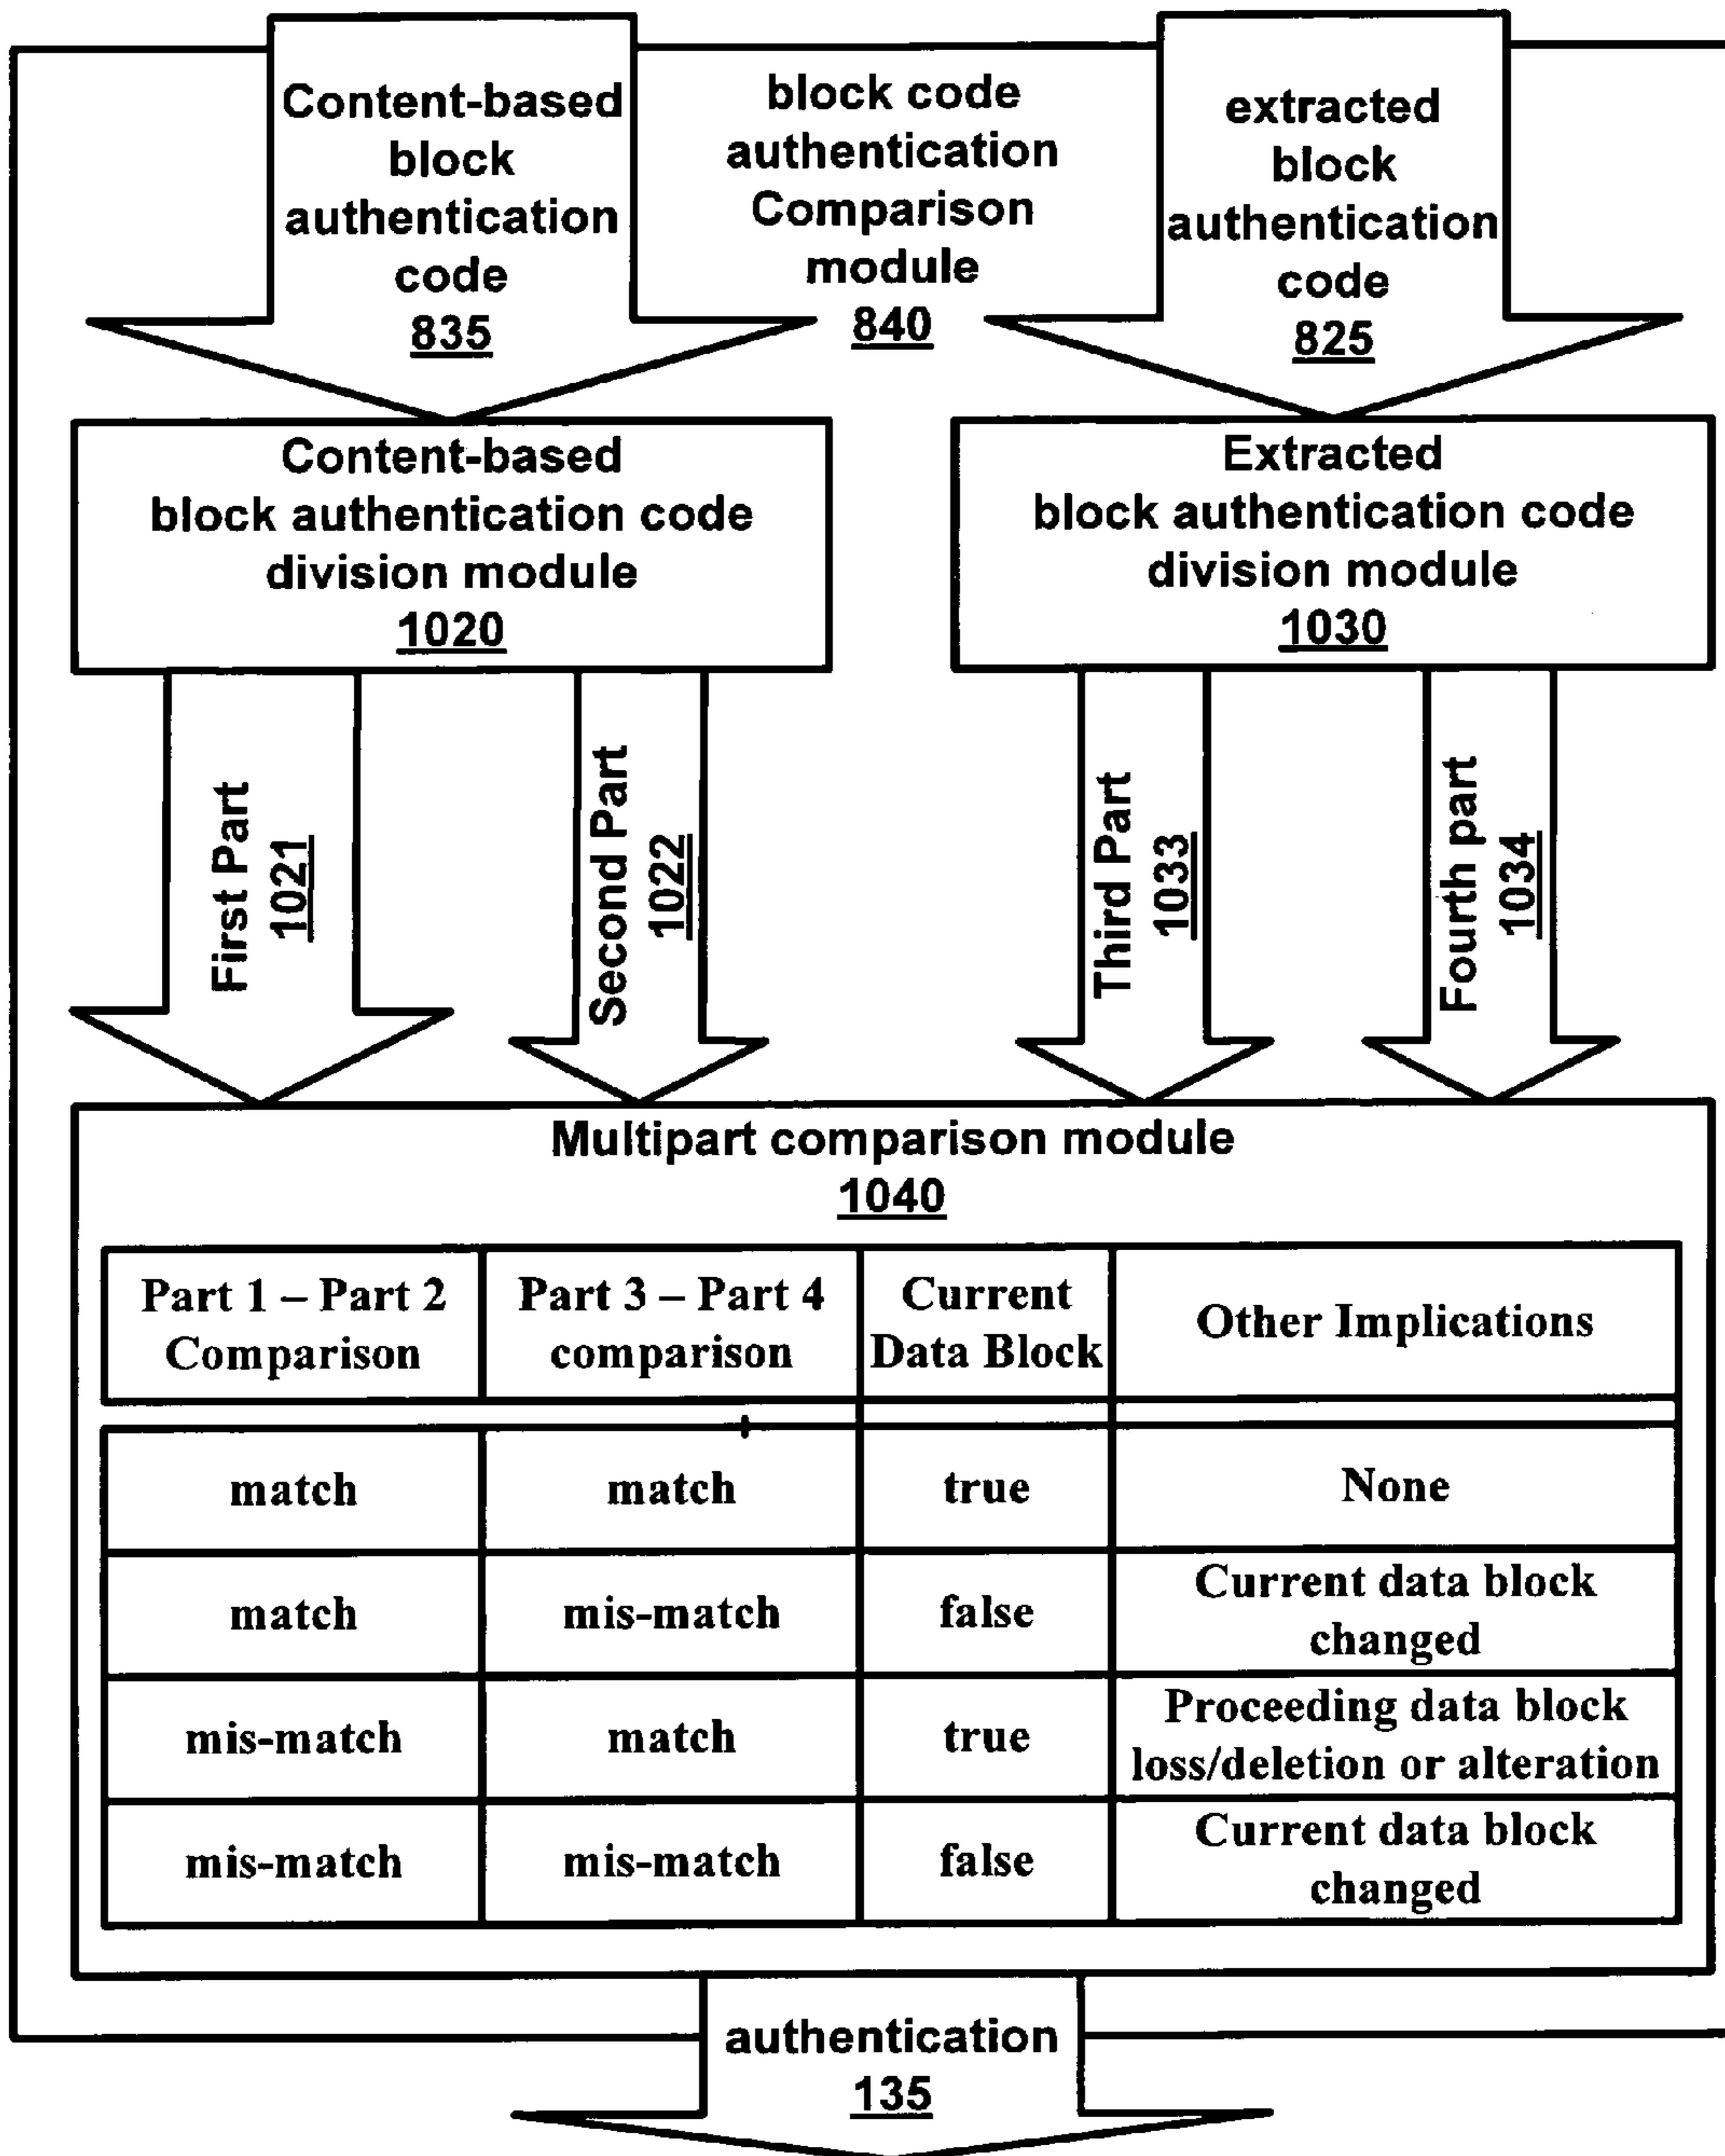 Content-based
block
authentication
code
835
block code
authentication
Comparison
module
840
extracted
block
authentication
code
825
Content-based
block authentication code
division module
1020
Extracted
block authentication code
division module
1030
First Part
1021
Second Part
1022
Third Part
1033
Fourth part
1034
Multipart comparison module
1040
Part 1 – Part 2
Comparison
Part 3 – Part 4
comparison
Current
Data Block
Other Implications
match
match
true
None
match
mis-match
false
Current data block
changed
mis-match
match
true
Proceeding data block
loss/deletion or alteration
mis-match
mis-match
false
Current data block
changed
authentication
135